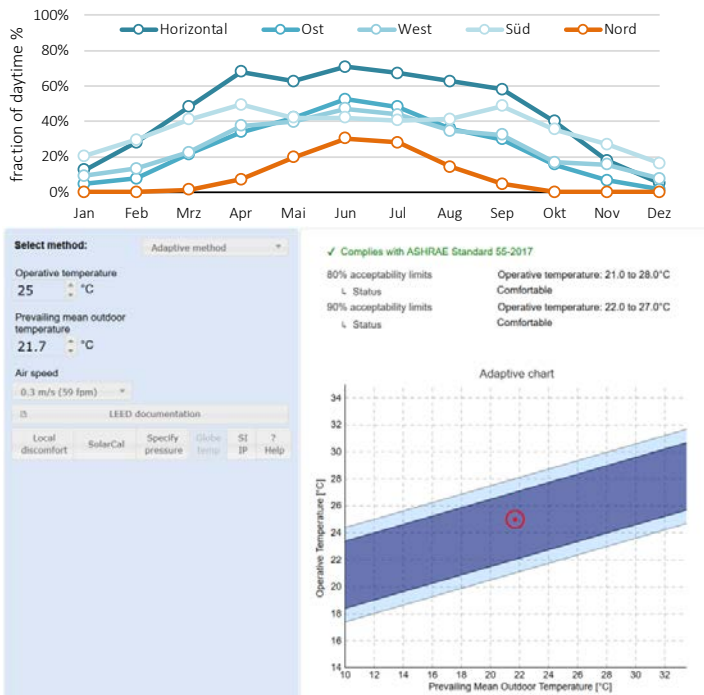 100%
80%
60%
40%
20%
0%
fraction of daytime %
Horizontal Ost West Süd Nord
Jan Feb Mrz Apr Mai Jun Jul Aug Sep Okt Nov Dez
Select method: Adaptive method
Operative temperature
25 °C
Prevailing mean outdoor
temperature
21.7 °C
Air speed
0.3 m/s (59 fpm)
LEED documentation
Local
discomfort
SolarCal
Specify
pressure
Globe
temp
SI
IP
?
Help
✓ Complies with ASHRAE Standard 55-2017
80% acceptability limits Operative temperature: 21.0 to 28.0°C
↳ Status Comfortable
90% acceptability limits Operative temperature: 22.0 to 27.0°C
↳ Status Comfortable
Adaptive chart
34
32
30
28
26
24
22
20
18
16
14
Operative Temperature [°C]
10 12 14 16 18 20 22 24 26 28 30 32
Prevailing Mean Outdoor Temperature [°C]